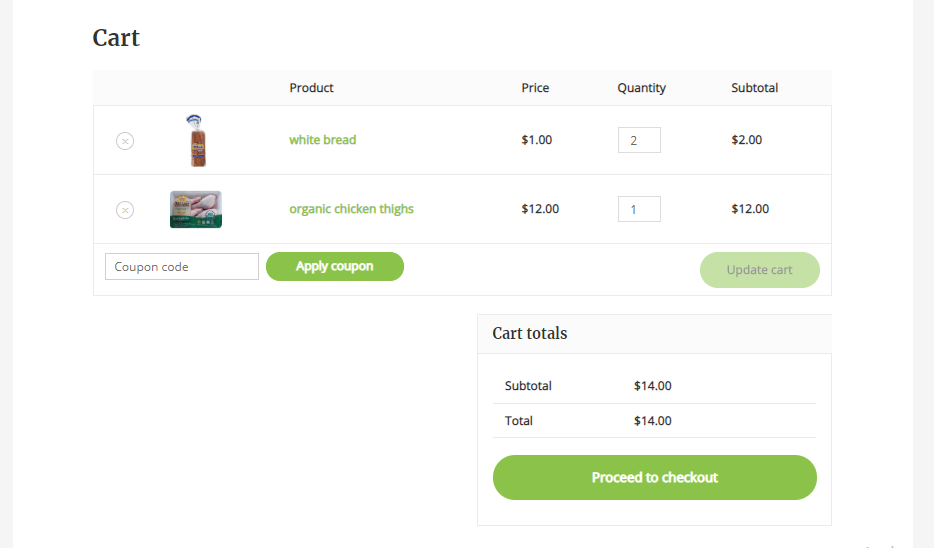 Cart
Product Price Quantity Subtotal
white bread $1.00 2 $2.00
organic chicken thighs $12.00 1 $12.00
Coupon code Apply coupon Update cart
Cart totals
Subtotal $14.00
Total $14.00
Proceed to checkout